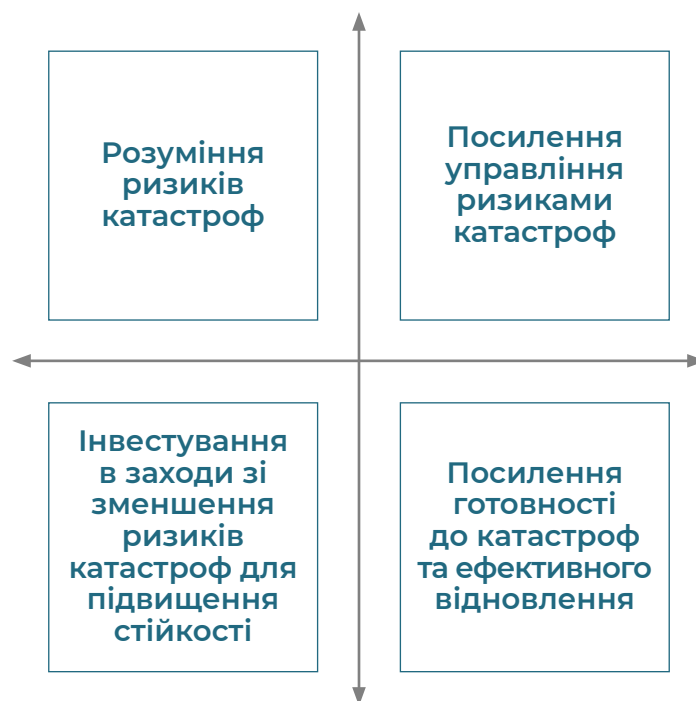 Розуміння
ризиків
катастроф
Посилення
управління
ризиками
катастроф
Інвестування
в заходи зі
зменшення
ризиків
катастроф для
підвищення
стійкості
Посилення
готовності
до катастроф
та ефективного
відновлення